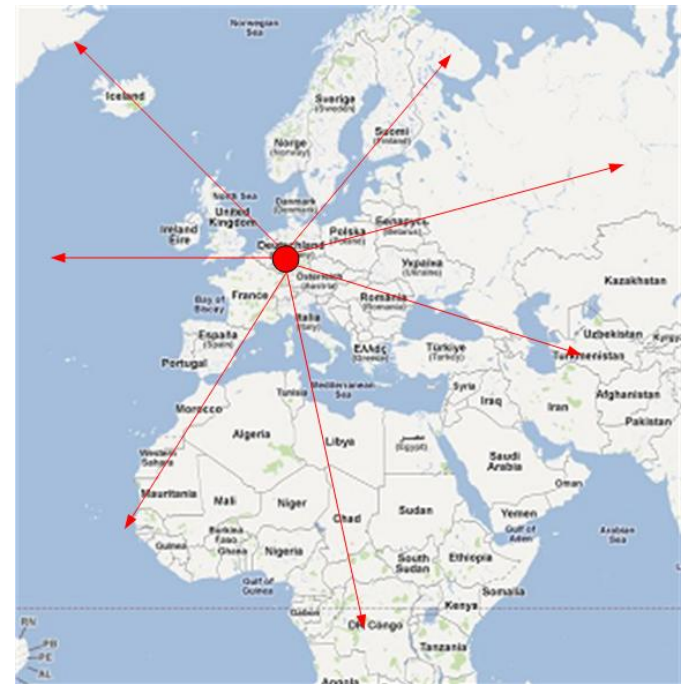 Norwegian
Sea
Iceland
Sverige
(Sweden)
Suomi
(Finland)
Norge
(Norway)
North Sea
Danmark
(Denmark)
United
Kingdom
Ireland
Éire
Polska
(Poland)
Беларусь
(Belarus)
Deutschland
Україна
(Ukraine)
Österreich
(Austria)
Kazakhstan
France
Bay of
Biscay
România
(Romania)
Italia
(Italy)
España
(Spain)
Portugal
Ελλάς
(Greece)
Türkiye
(Turkey)
Uzbekistan
Turkmenistan
Mediterranean
Sea
Syria
Iraq
Iran
Afghanistan
Pakistan
Tunisia
Morocco
Algeria
Libya
مصر
(Egypt)
Western
Sahara
Saudi
Arabia
Oman
Mauritania
Mali
Niger
Chad
Sudan
Yemen
Gulf of
Aden
Arabian
Sea
Burkina
Faso
Guinea
Ghana
Nigeria
South
Sudan
Ethiopia
Gulf of
Guinea
Somalia
Gabon
Kenya
DR Congo
Tanzania
Angola
RN
PB
PE
AL